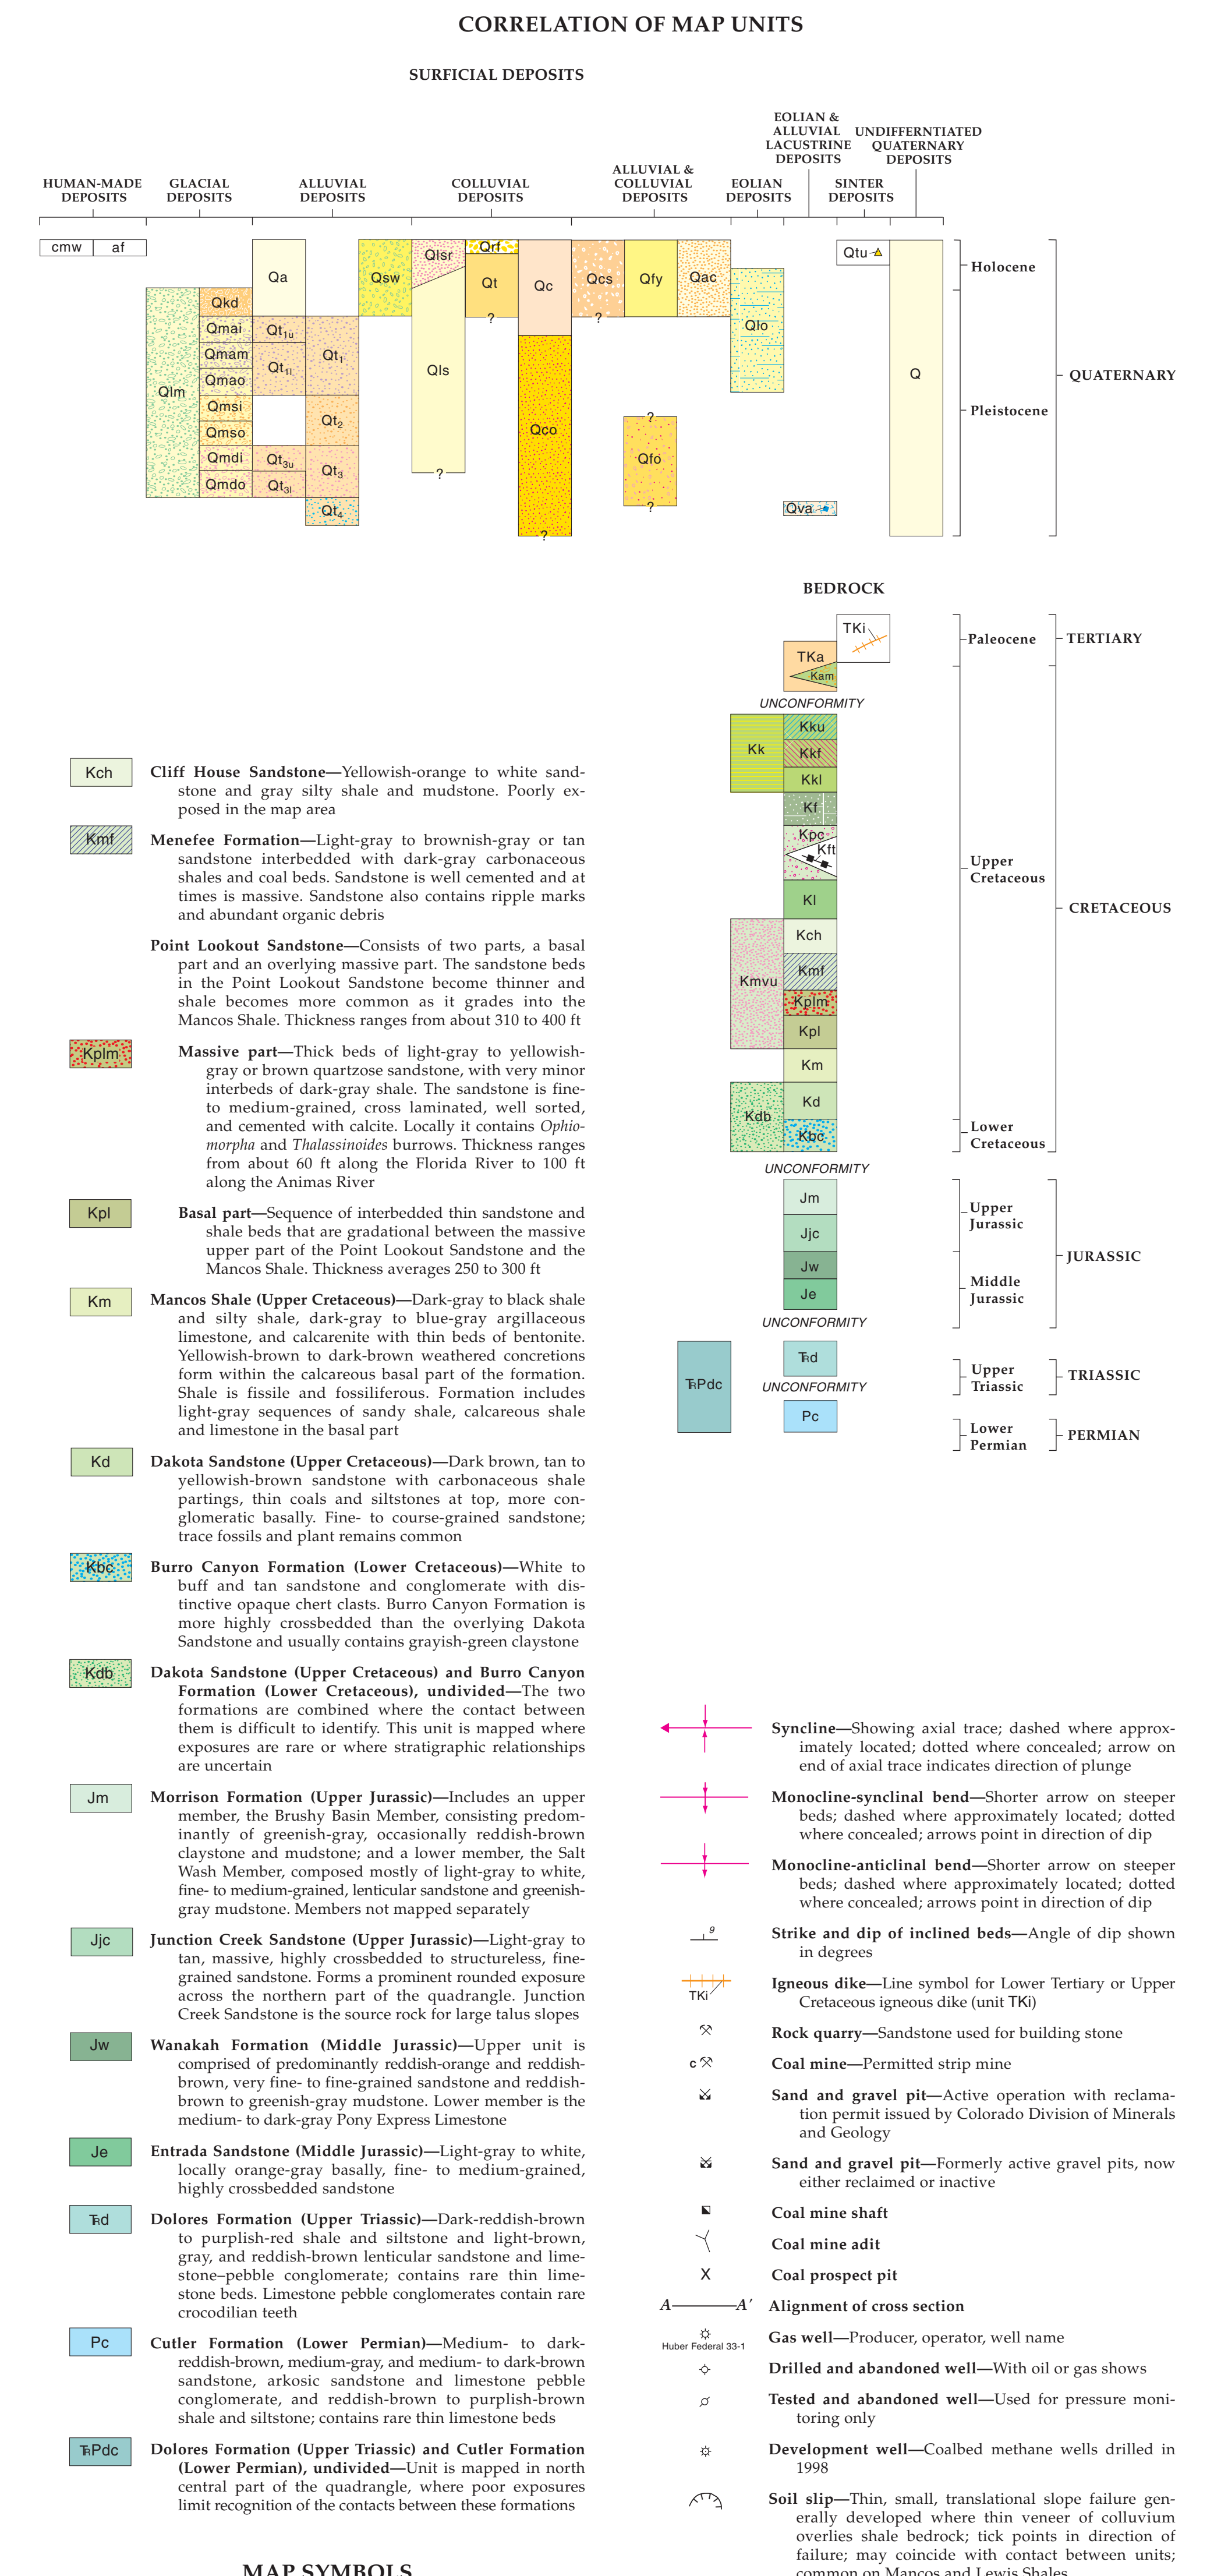 CORRELATION OF MAP UNITS
SURFICIAL DEPOSITS
HUMAN-MADE
DEPOSITS
GLACIAL
DEPOSITS
ALLUVIAL
DEPOSITS
COLLUVIAL
DEPOSITS
ALLUVIAL &
COLLUVIAL
DEPOSITS
EOLIAN
DEPOSITS
EOLIAN &
ALLUVIAL
LACUSTRINE
DEPOSITS
SINTER
DEPOSITS
UNDIFFERNTIATED
QUATERNARY
DEPOSITS
cmw
af
Qlm
Qkd
Qmai
Qmam
Qmao
Qmsi
Qmso
Qmdi
Qmdo
Qa
Qt1u
Qt1l
Qt3u
Qt3l
Qt1
Qt2
Qt3
Qt4
Qsw
Qlsr
Qls
?
Qrf
Qt
?
Qc
Qco
?
Qcs
?
Qfy
?
Qfo
?
Qac
Qlo
Qva
Qtu
Q
Holocene
Pleistocene
QUATERNARY
BEDROCK
TKi
TKa
Kam
UNCONFORMITY
Kk
Kku
Kkf
Kkl
Kf
Kpc
Kft
Kl
Kmvu
Kch
Kmf
Kplm
Kpl
Km
Kdb
Kd
Kbc
UNCONFORMITY
Jm
Jjc
Jw
Je
UNCONFORMITY
TRPdc
TRd
UNCONFORMITY
Pc
Paleocene
TERTIARY
Upper
Cretaceous
CRETACEOUS
Lower
Cretaceous
Upper
Jurassic
JURASSIC
Middle
Jurassic
Upper
Triassic
TRIASSIC
Lower
Permian
PERMIAN
Kch
Cliff House Sandstone—Yellowish-orange to white sand-
stone and gray silty shale and mudstone. Poorly ex-
posed in the map area
Kmf
Menefee Formation—Light-gray to brownish-gray or tan
sandstone interbedded with dark-gray carbonaceous
shales and coal beds. Sandstone is well cemented and at
times is massive. Sandstone also contains ripple marks
and abundant organic debris
Point Lookout Sandstone—Consists of two parts, a basal
part and an overlying massive part. The sandstone beds
in the Point Lookout Sandstone become thinner and
shale becomes more common as it grades into the
Mancos Shale. Thickness ranges from about 310 to 400 ft
Kplm
Massive part—Thick beds of light-gray to yellowish-
gray or brown quartzose sandstone, with very minor
interbeds of dark-gray shale. The sandstone is fine-
to medium-grained, cross laminated, well sorted,
and cemented with calcite. Locally it contains Ophio-
morpha and Thalassinoides burrows. Thickness ranges
from about 60 ft along the Florida River to 100 ft
along the Animas River
Kpl
Basal part—Sequence of interbedded thin sandstone and
shale beds that are gradational between the massive
upper part of the Point Lookout Sandstone and the
Mancos Shale. Thickness averages 250 to 300 ft
Km
Mancos Shale (Upper Cretaceous)—Dark-gray to black shale
and silty shale, dark-gray to blue-gray argillaceous
limestone, and calcarenite with thin beds of bentonite.
Yellowish-brown to dark-brown weathered concretions
form within the calcareous basal part of the formation.
Shale is fissile and fossiliferous. Formation includes
light-gray sequences of sandy shale, calcareous shale
and limestone in the basal part
Kd
Dakota Sandstone (Upper Cretaceous)—Dark brown, tan to
yellowish-brown sandstone with carbonaceous shale
partings, thin coals and siltstones at top, more con-
glomeratic basally. Fine- to course-grained sandstone;
trace fossils and plant remains common
Kbc
Burro Canyon Formation (Lower Cretaceous)—White to
buff and tan sandstone and conglomerate with dis-
tinctive opaque chert clasts. Burro Canyon Formation is
more highly crossbedded than the overlying Dakota
Sandstone and usually contains grayish-green claystone
Kdb
Dakota Sandstone (Upper Cretaceous) and Burro Canyon
Formation (Lower Cretaceous), undivided—The two
formations are combined where the contact between
them is difficult to identify. This unit is mapped where
exposures are rare or where stratigraphic relationships
are uncertain
Jm
Morrison Formation (Upper Jurassic)—Includes an upper
member, the Brushy Basin Member, consisting predom-
inantly of greenish-gray, occasionally reddish-brown
claystone and mudstone; and a lower member, the Salt
Wash Member, composed mostly of light-gray to white,
fine- to medium-grained, lenticular sandstone and greenish-
gray mudstone. Members not mapped separately
Jjc
Junction Creek Sandstone (Upper Jurassic)—Light-gray to
tan, massive, highly crossbedded to structureless, fine-
grained sandstone. Forms a prominent rounded exposure
across the northern part of the quadrangle. Junction
Creek Sandstone is the source rock for large talus slopes
Jw
Wanakah Formation (Middle Jurassic)—Upper unit is
comprised of predominantly reddish-orange and reddish-
brown, very fine- to fine-grained sandstone and reddish-
brown to greenish-gray mudstone. Lower member is the
medium- to dark-gray Pony Express Limestone
Je
Entrada Sandstone (Middle Jurassic)—Light-gray to white,
locally orange-gray basally, fine- to medium-grained,
highly crossbedded sandstone
TRd
Dolores Formation (Upper Triassic)—Dark-reddish-brown
to purplish-red shale and siltstone and light-brown,
gray, and reddish-brown lenticular sandstone and lime-
stone–pebble conglomerate; contains rare thin lime-
stone beds. Limestone pebble conglomerates contain rare
crocodilian teeth
Pc
Cutler Formation (Lower Permian)—Medium- to dark-
reddish-brown, medium-gray, and medium- to dark-brown
sandstone, arkosic sandstone and limestone pebble
conglomerate, and reddish-brown to purplish-brown
shale and siltstone; contains rare thin limestone beds
TRPdc
Dolores Formation (Upper Triassic) and Cutler Formation
(Lower Permian), undivided—Unit is mapped in north
central part of the quadrangle, where poor exposures
limit recognition of the contacts between these formations
MAP SYMBOLS
Syncline—Showing axial trace; dashed where approx-
imately located; dotted where concealed; arrow on
end of axial trace indicates direction of plunge
Monocline-synclinal bend—Shorter arrow on steeper
beds; dashed where approximately located; dotted
where concealed; arrows point in direction of dip
Monocline-anticlinal bend—Shorter arrow on steeper
beds; dashed where approximately located; dotted
where concealed; arrows point in direction of dip
9
Strike and dip of inclined beds—Angle of dip shown
in degrees
TKi
Igneous dike—Line symbol for Lower Tertiary or Upper
Cretaceous igneous dike (unit TKi)
Rock quarry—Sandstone used for building stone
c
Coal mine—Permitted strip mine
Sand and gravel pit—Active operation with reclama-
tion permit issued by Colorado Division of Minerals
and Geology
Sand and gravel pit—Formerly active gravel pits, now
either reclaimed or inactive
Coal mine shaft
Coal mine adit
X
Coal prospect pit
A A'
Alignment of cross section
Huber Federal 33-1
Gas well—Producer, operator, well name
Drilled and abandoned well—With oil or gas shows
Tested and abandoned well—Used for pressure moni-
toring only
Development well—Coalbed methane wells drilled in
1998
Soil slip—Thin, small, translational slope failure gen-
erally developed where thin veneer of colluvium
overlies shale bedrock; tick points in direction of
failure; may coincide with contact between units;
common on Mancos and Lewis Shales